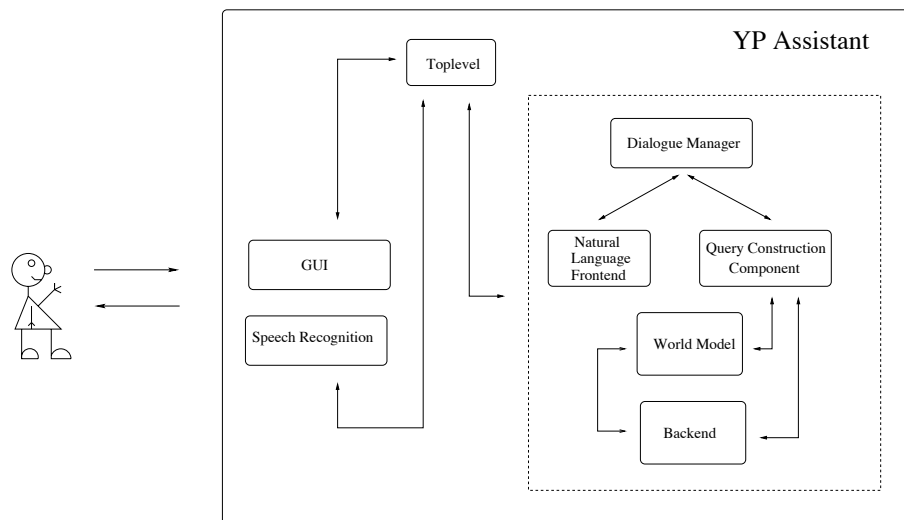 YP Assistant
Toplevel
Dialogue Manager
Natural
Language
Frontend
Query Construction
Component
GUI
Speech Recognition
World Model
Backend